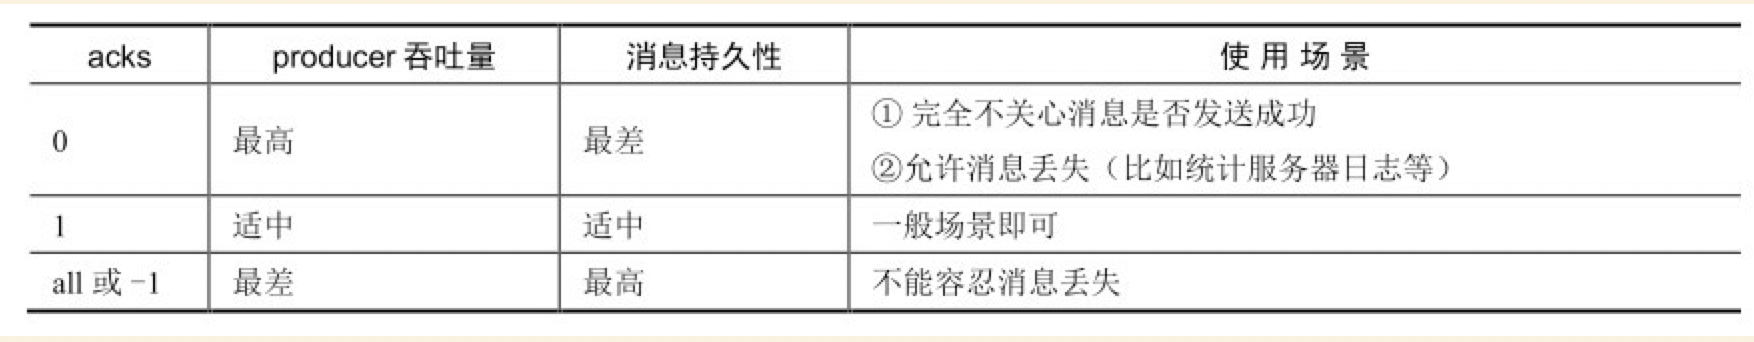 acks producer 吞吐量 消息持久性 使 用 场 景
0 最高 最差 ① 完全不关心消息是否发送成功
②允许消息丢失（比如统计服务器日志等）
1 适中 适中 一般场景即可
all 或 -1 最差 最高 不能容忍消息丢失